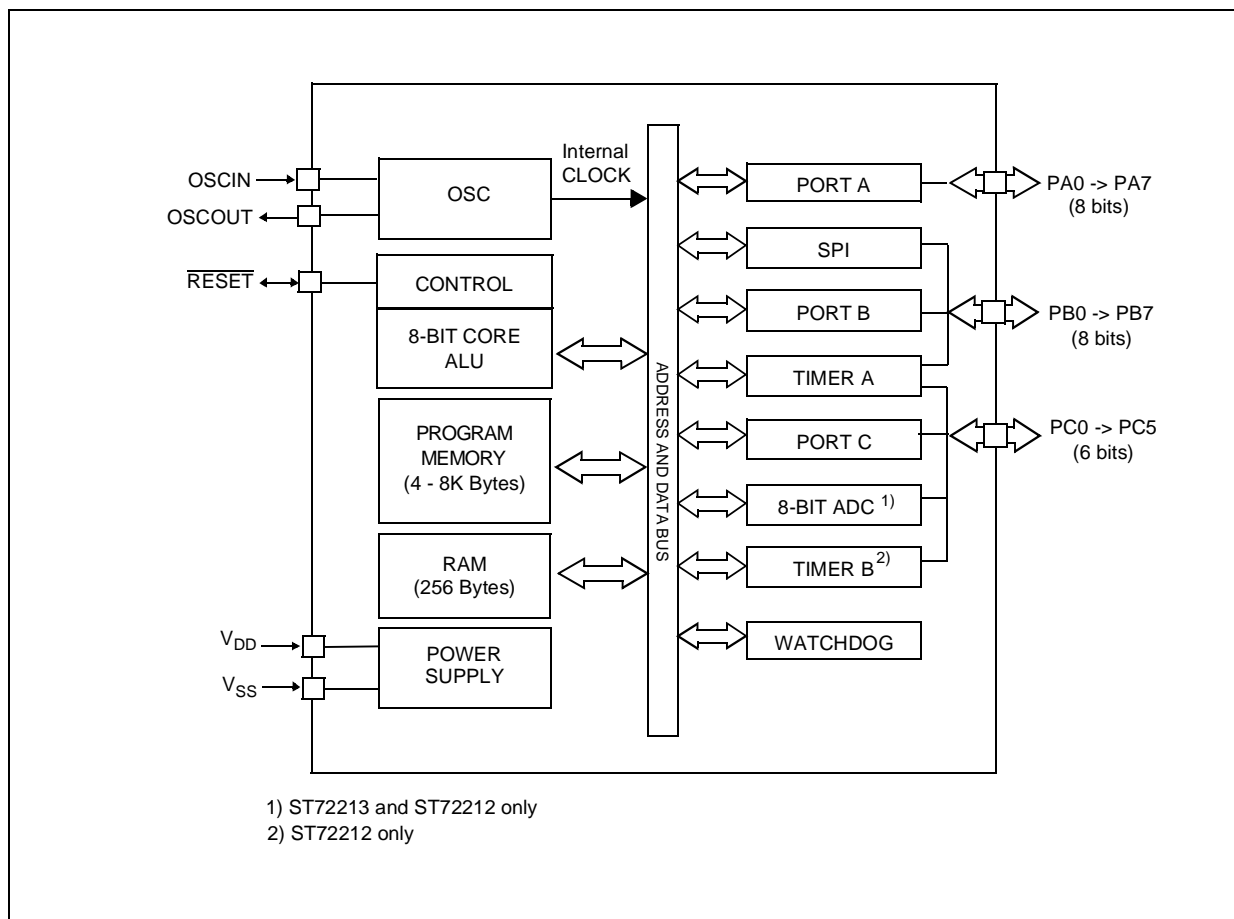 OSCIN
OSCOUT
RESET
V_DD
V_SS
OSC
Internal
CLOCK
CONTROL
8-BIT CORE
ALU
PROGRAM
MEMORY
(4 - 8K Bytes)
RAM
(256 Bytes)
POWER
SUPPLY
ADDRESS AND DATA BUS
PORT A
SPI
PORT B
TIMER A
PORT C
8-BIT ADC 1)
TIMER B 2)
WATCHDOG
PA0 -> PA7
(8 bits)
PB0 -> PB7
(8 bits)
PC0 -> PC5
(6 bits)
1) ST72213 and ST72212 only
2) ST72212 only